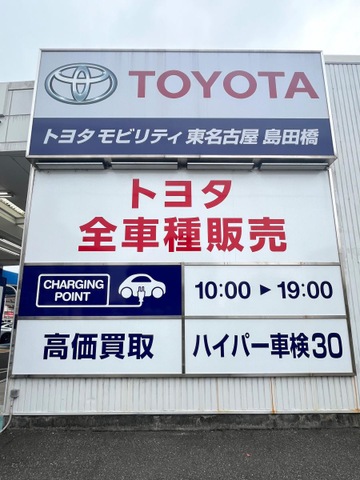 TOYOTA
トヨタ モビリティ 東名古屋 島田橋
トヨタ
全車種販売
CHARGING
POINT
10:00 ▶ 19:00
高価買取
ハイパー車検30